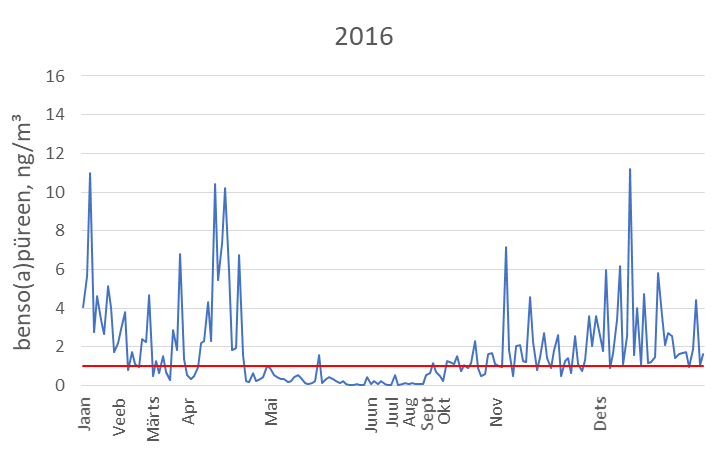 2016
benso(a)püreen, ng/m³
16
14
12
10
8
6
4
2
0
Jaan
Veeb
Märts
Apr
Mai
Juun
Juul
Aug
Sept
Okt
Nov
Dets